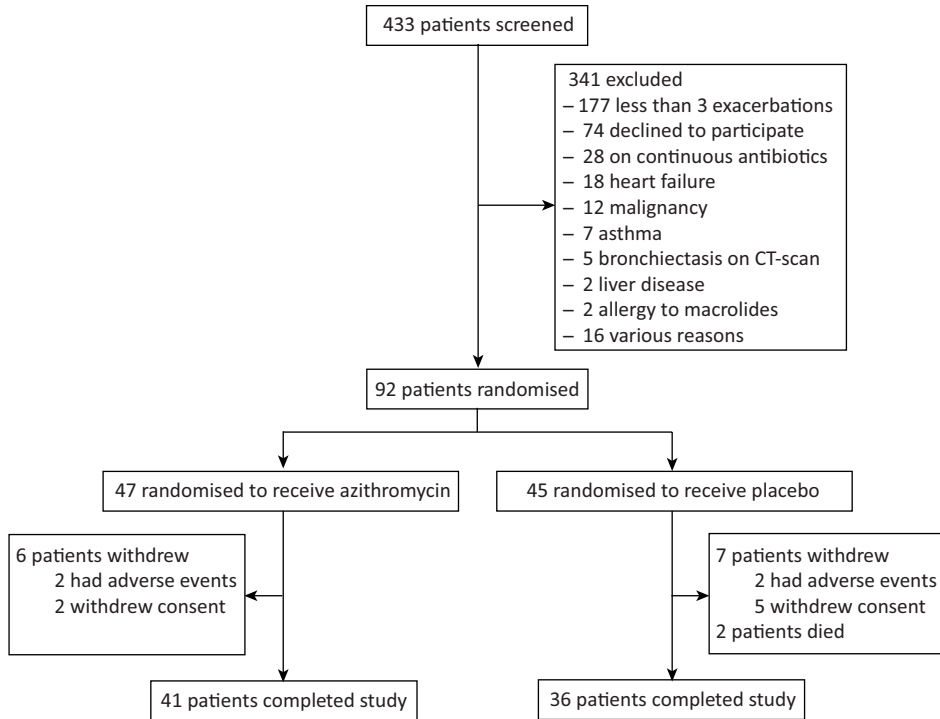 433 patients screened
341 excluded
– 177 less than 3 exacerbations
– 74 declined to participate
– 28 on continuous antibiotics
– 18 heart failure
– 12 malignancy
– 7 asthma
– 5 bronchiectasis on CT-scan
– 2 liver disease
– 2 allergy to macrolides
– 16 various reasons
92 patients randomised
47 randomised to receive azithromycin
45 randomised to receive placebo
6 patients withdrew
2 had adverse events
2 withdrew consent
7 patients withdrew
2 had adverse events
5 withdrew consent
2 patients died
41 patients completed study
36 patients completed study